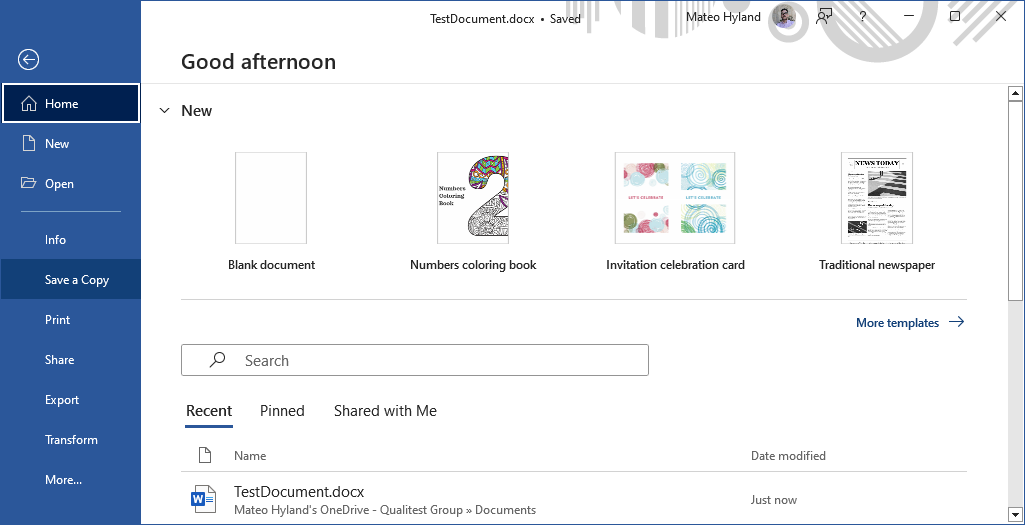 TestDocument.docx • Saved
Mateo Hyland
?
Good afternoon
Home
New
Open
Info
Save a Copy
Print
Share
Export
Transform
More...
New
Numbers
Coloring
Book
2
LET'S CELEBRATE
LET'S CELEBRATE
NEWS TODAY
Blank document
Numbers coloring book
Invitation celebration card
Traditional newspaper
More templates
Search
Recent Pinned Shared with Me
Name Date modified
W
TestDocument.docx
Mateo Hyland's OneDrive - Qualitest Group » Documents
Just now